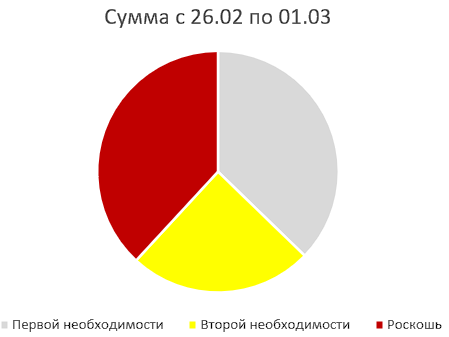 Сумма с 26.02 по 01.03
Первой необходимости Второй необходимости Роскошь